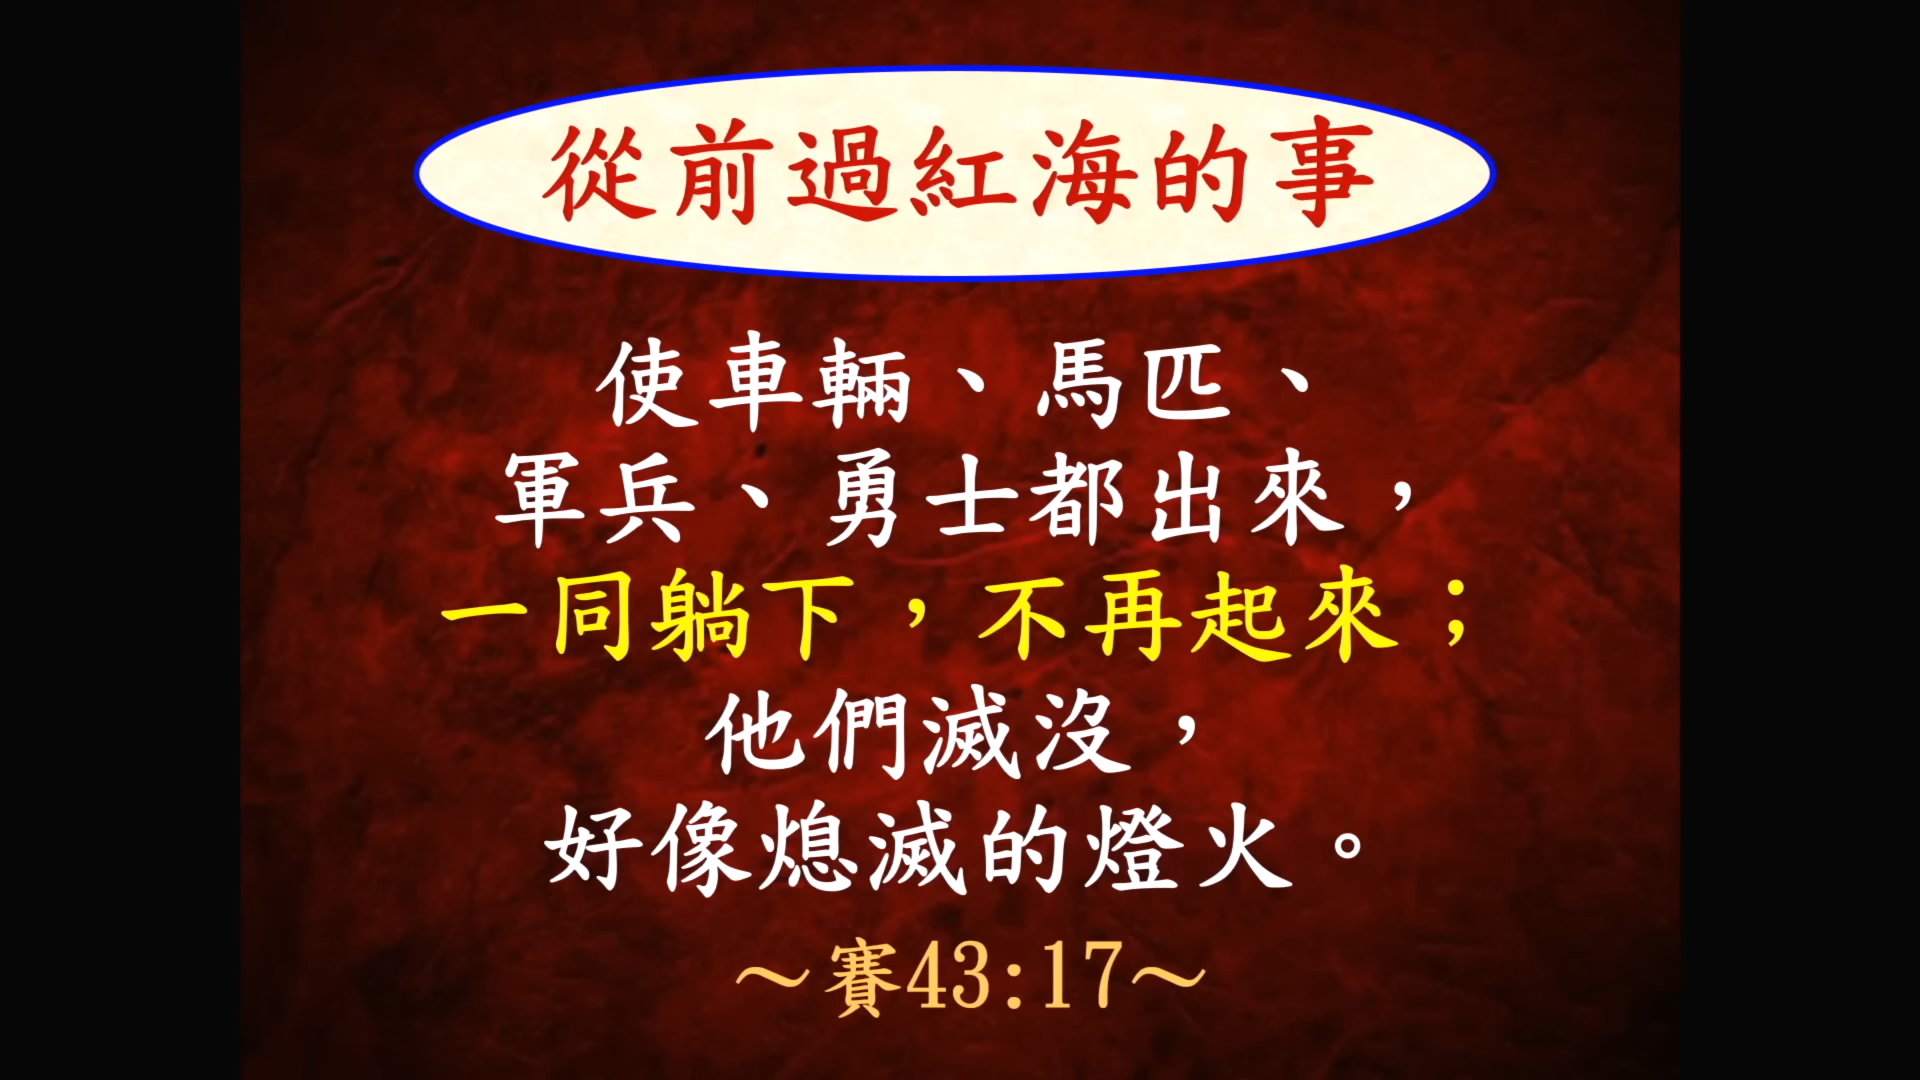 從前過紅海的事
使車輛、馬匹、
軍兵、勇士都出來，
一同躺下，不再起來；
他們滅沒，
好像熄滅的燈火。
～賽43:17～